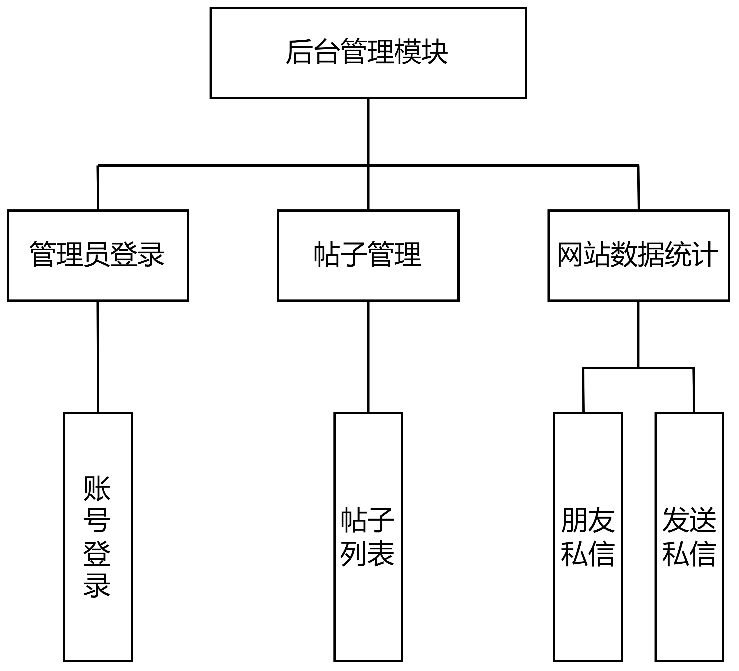 后台管理模块
管理员登录
帖子管理
网站数据统计
账
号
登
录
帖子
列表
朋友
私信
发送
私信